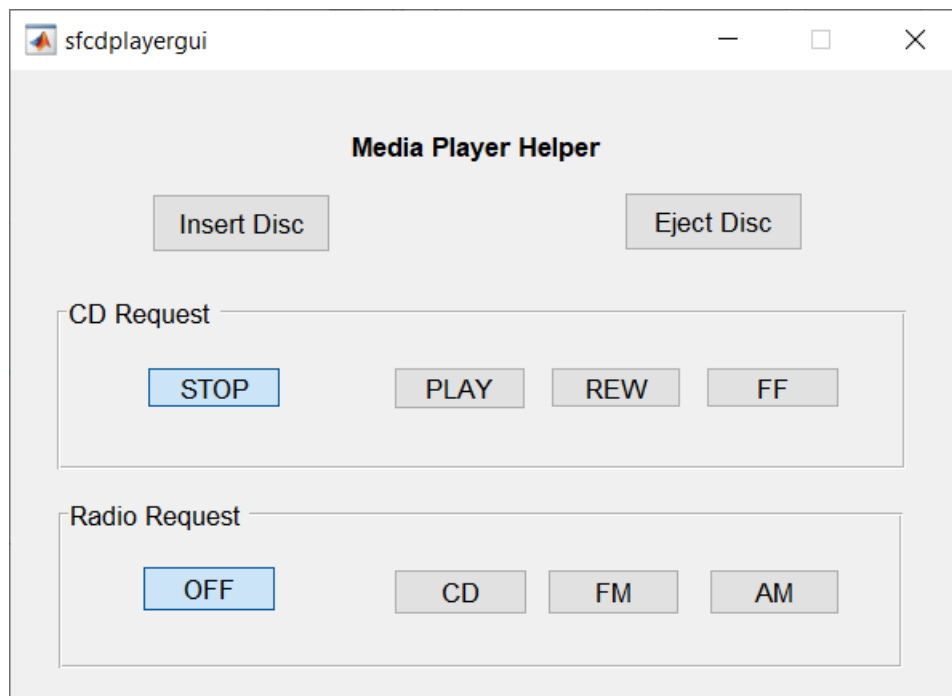 sfcdplayergui
Media Player Helper
Insert Disc Eject Disc
CD Request
STOP PLAY REW FF
Radio Request
OFF CD FM AM